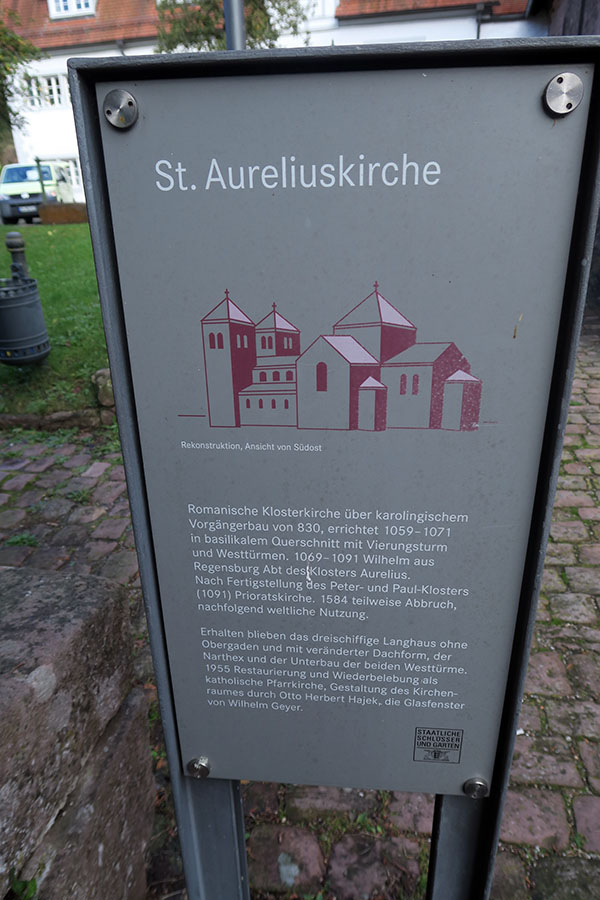 St. Aureliuskirche
Rekonstruktion, Ansicht von Südost
Romanische Klosterkirche über karolingischem
Vorgängerbau von 830, errichtet 1059–1071
in basilikalem Querschnitt mit Vierungsturm
und Westtürmen. 1069–1091 Wilhelm aus
Regensburg Abt des Klosters Aurelius.
Nach Fertigstellung des Peter- und Paul-Klosters
(1091) Prioratskirche. 1584 teilweise Abbruch,
nachfolgend weltliche Nutzung.
Erhalten blieben das dreischiffige Langhaus ohne
Obergaden und mit veränderter Dachform, der
Narthex und der Unterbau der beiden Westtürme.
1955 Restaurierung und Wiederbelebung als
katholische Pfarrkirche, Gestaltung des Kirchen-
raumes durch Otto Herbert Hajek, die Glasfenster
von Wilhelm Geyer.
STAATLICHE
SCHLÖSSER
UND GÄRTEN